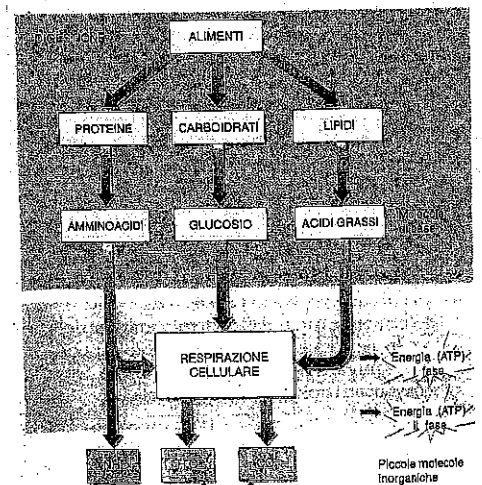 DIGESTIONE
ALIMENTI
PROTEINE
CARBOIDRATI
LIPIDI
AMMINOACIDI
GLUCOSIO
ACIDI GRASSI
RESPIRAZIONE
CELLULARE
Energia (ATP)
I fase
Energia (ATP)
II fase
Piccole molecole
inorganiche